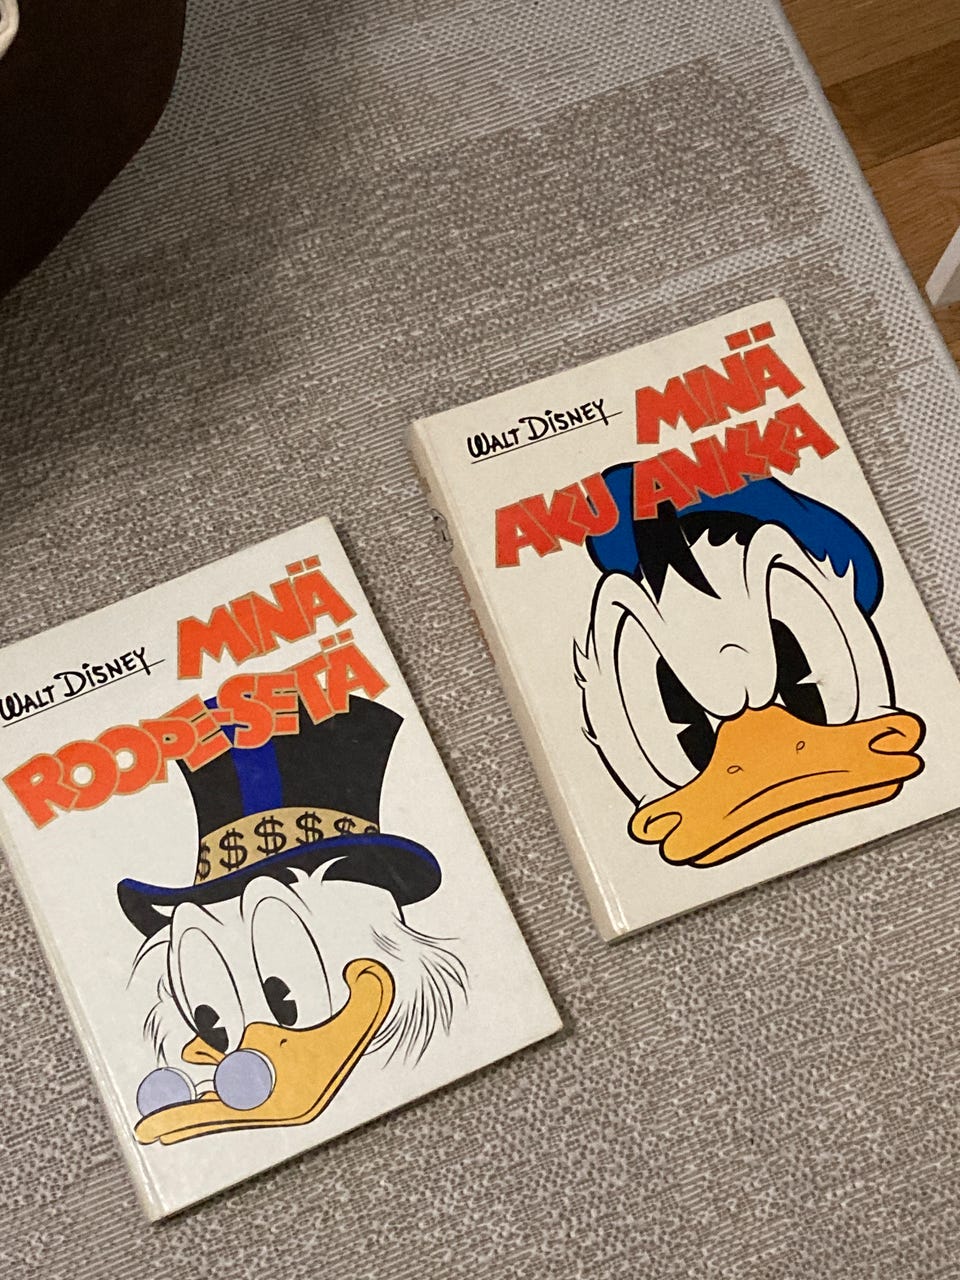 WALT DISNEY
MINÄ
ROOPE-SETÄ
$ $ $ $ $
WALT DISNEY
MINÄ
AKU ANKKA